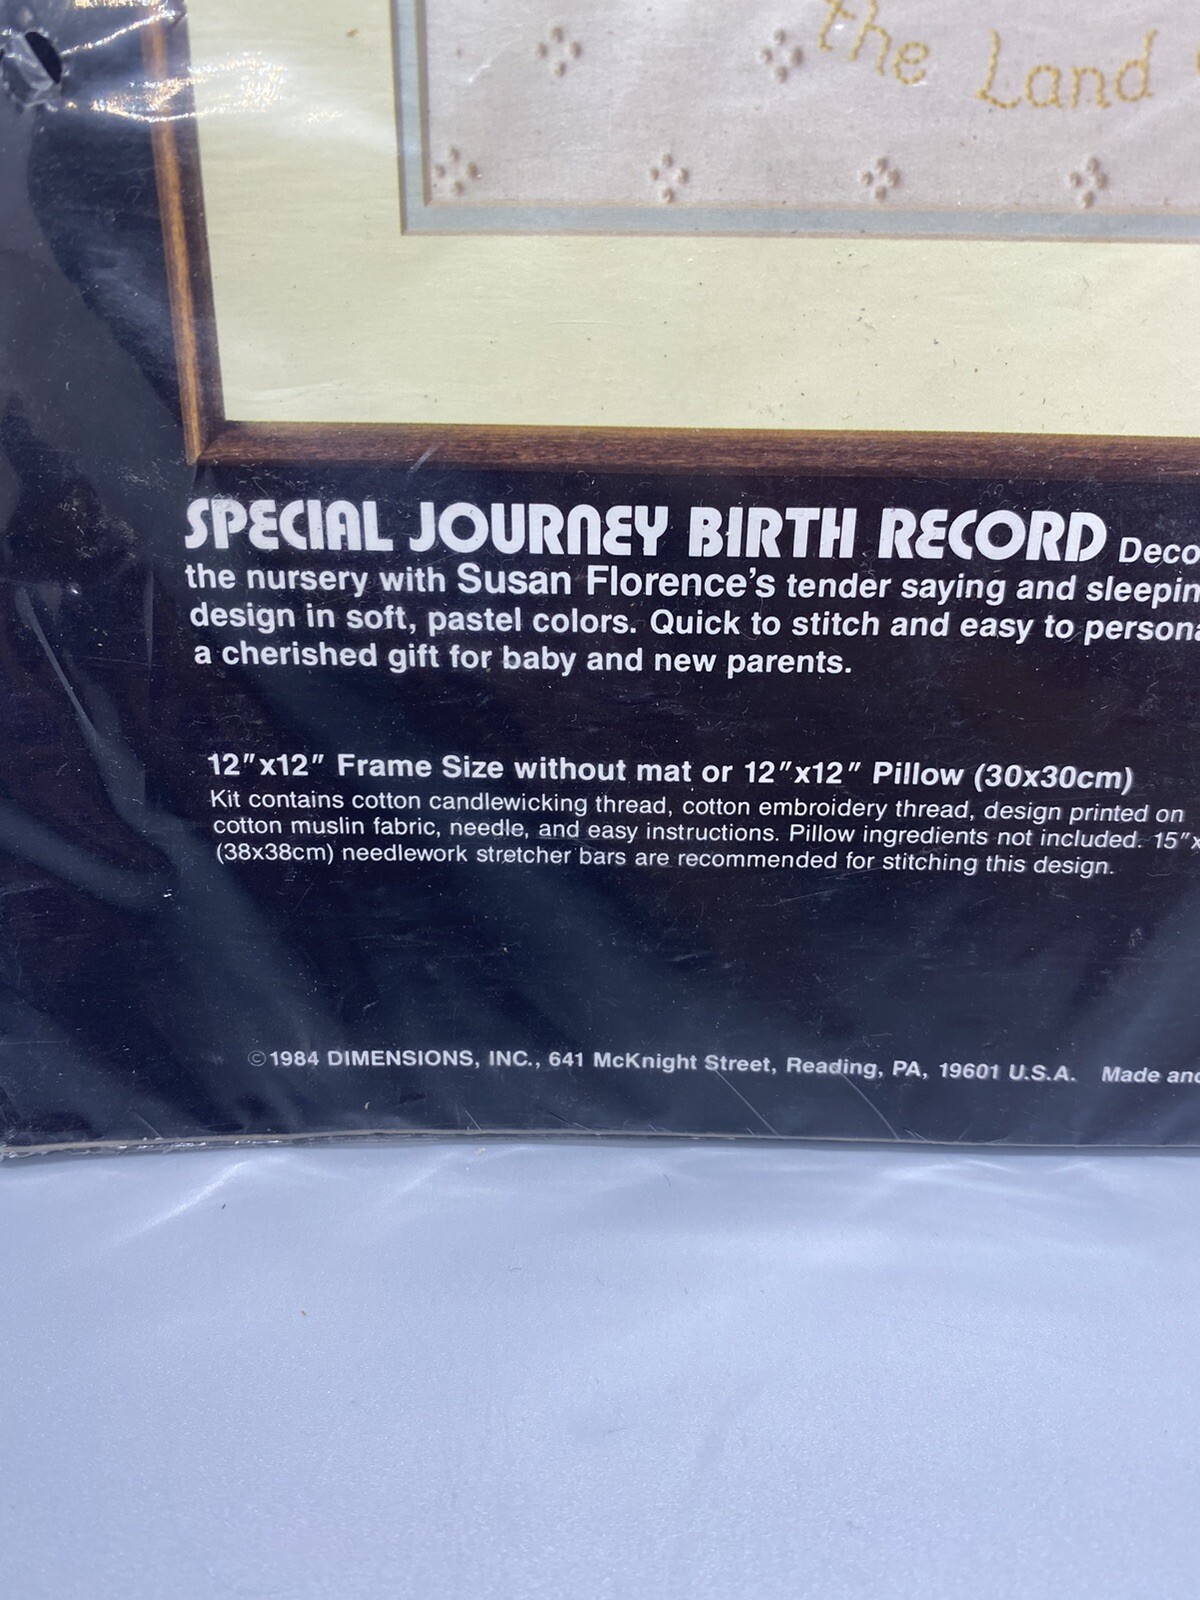 the Land
SPECIAL JOURNEY BIRTH RECORD Deco
the nursery with Susan Florence's tender saying and sleepin
design in soft, pastel colors. Quick to stitch and easy to persona
a cherished gift for baby and new parents.
12"x12" Frame Size without mat or 12"x12" Pillow (30x30cm)
Kit contains cotton candlewicking thread, cotton embroidery thread, design printed on
cotton muslin fabric, needle, and easy instructions. Pillow ingredients not included. 15"x
(38x38cm) needlework stretcher bars are recommended for stitching this design.
©1984 DIMENSIONS, INC., 641 McKnight Street, Reading, PA, 19601 U.S.A. Made and